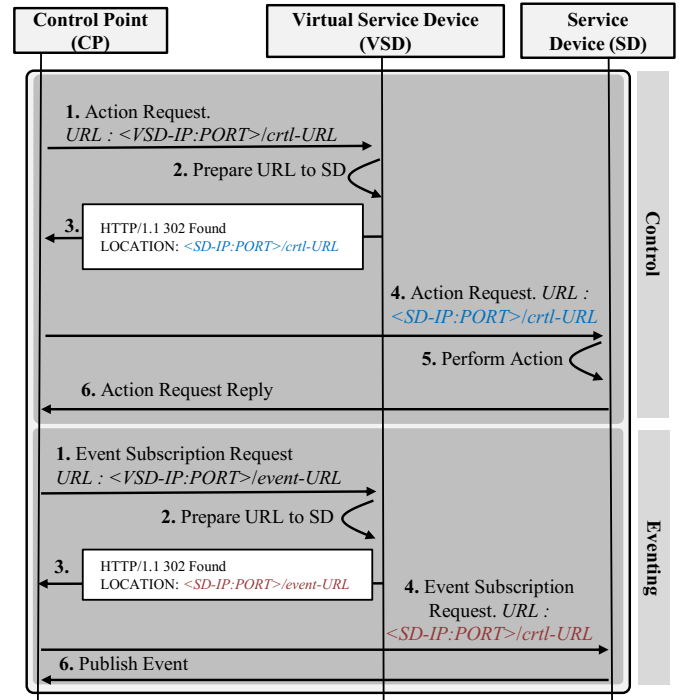 Control Point
(CP)
Virtual Service Device
(VSD)
Service
Device (SD)
1. Action Request.
URL : <VSD-IP:PORT>/crtl-URL
2. Prepare URL to SD
3.
HTTP/1.1 302 Found
LOCATION: <SD-IP:PORT>/crtl-URL
4. Action Request. URL :
<SD-IP:PORT>/crtl-URL
5. Perform Action
6. Action Request Reply
Control
1. Event Subscription Request
URL : <VSD-IP:PORT>/event-URL
2. Prepare URL to SD
3.
HTTP/1.1 302 Found
LOCATION: <SD-IP:PORT>/event-URL
4. Event Subscription
Request. URL :
<SD-IP:PORT>/crtl-URL
6. Publish Event
Eventing